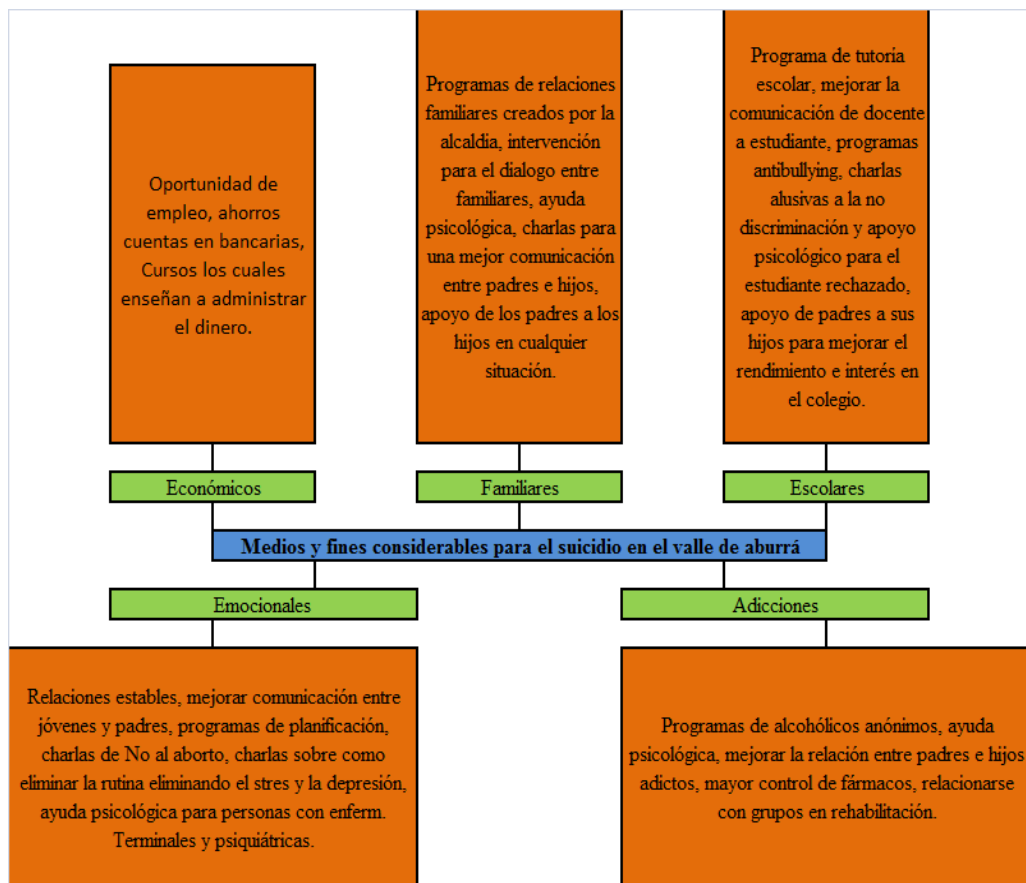 Oportunidad de
empleo, ahorros
cuentas en bancarias,
Cursos los cuales
enseñan a administrar
el dinero.
Programas de relaciones
familiares creados por la
alcaldia, intervención
para el dialogo entre
familiares, ayuda
psicológica, charlas para
una mejor comunicación
entre padres e hijos,
apoyo de los padres a los
hijos en cualquier
situación.
Programa de tutoria
escolar, mejorar la
comunicación de docente
a estudiante, programas
antibullying, charlas
alusivas a la no
discriminación y apoyo
psicológico para el
estudiante rechazado,
apoyo de padres a sus
hijos para mejorar el
rendimiento e interés en
el colegio.
Económicos
Familiares
Escolares
Medios y fines considerables para el suicidio en el valle de aburrá
Emocionales
Adicciones
Relaciones estables, mejorar comunicación entre
jóvenes y padres, programas de planificación,
charlas de No al aborto, charlas sobre como
eliminar la rutina eliminando el stres y la depresión,
ayuda psicológica para personas con enferm.
Terminales y psiquiátricas.
Programas de alcohólicos anónimos, ayuda
psicológica, mejorar la relación entre padres e hijos
adictos, mayor control de fármacos, relacionarse
con grupos en rehabilitación.